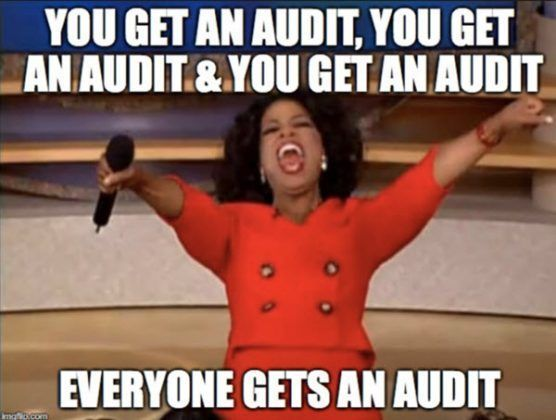 YOU GET AN AUDIT, YOU GET
AN AUDIT & YOU GET AN AUDIT
EVERYONE GETS AN AUDIT
imgflip.com